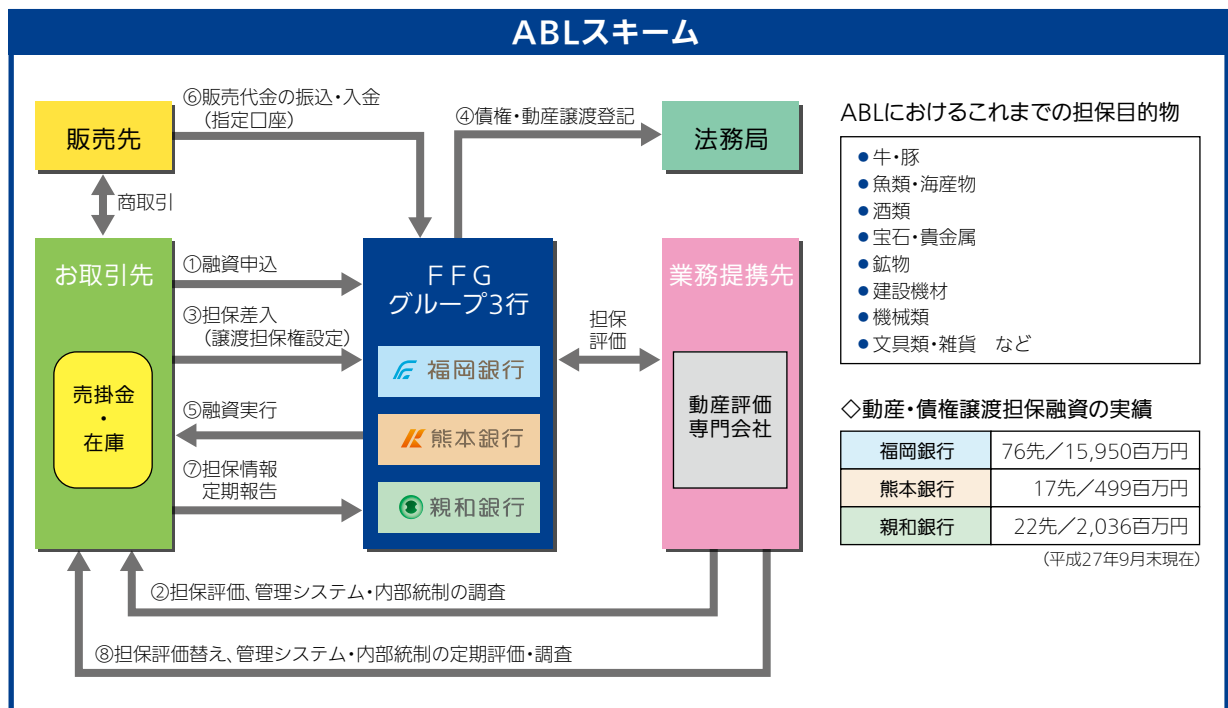 ABLスキーム
⑥販売代金の振込・入金
（指定口座）
④債権・動産譲渡登記
販売先
法務局
商取引
お取引先
①融資申込
③担保差入
（譲渡担保権設定）
売掛金
・
在庫
⑤融資実行
⑦担保情報
定期報告
ＦＦＧ
グループ3行
福岡銀行
熊本銀行
親和銀行
担保
評価
業務提携先
動産評価
専門会社
②担保評価、管理システム・内部統制の調査
⑧担保評価替え、管理システム・内部統制の定期評価・調査
ABLにおけるこれまでの担保目的物
●牛・豚
●魚類・海産物
●酒類
●宝石・貴金属
●鉱物
●建設機材
●機械類
●文具類・雑貨　など
◇動産・債権譲渡担保融資の実績
福岡銀行 76先／15,950百万円
熊本銀行 17先／499百万円
親和銀行 22先／2,036百万円
（平成27年9月末現在）